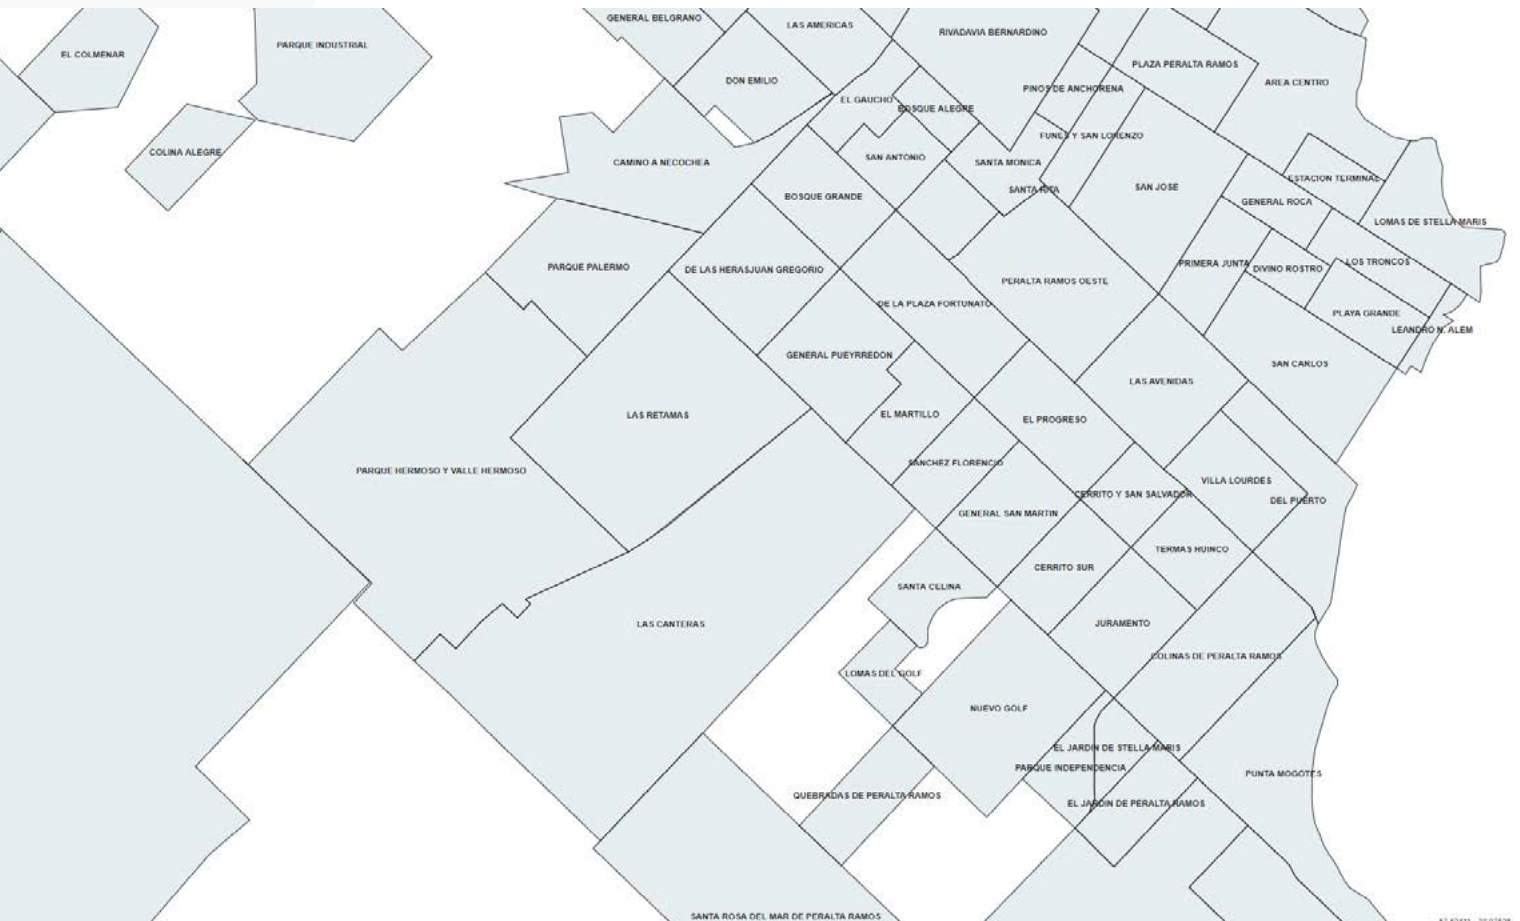 GENERAL BELGRANO
LAS AMERICAS
RIVADAVIA BERNARDINO
EL COLMENAR
PARQUE INDUSTRIAL
PLAZA PERALTA RAMOS
DON EMILIO
AREA CENTRO
PINOS DE ANCHORENA
EL GAUCHO
BOSQUE ALEGRE
FUNES Y SAN LORENZO
COLINA ALEGRE
CAMINO A NECOCHEA
SAN ANTONIO
SANTA MONICA
ESTACION TERMINAL
SANTA RITA
SAN JOSE
BOSQUE GRANDE
GENERAL ROCA
LOMAS DE STELLA MARIS
PARQUE PALERMO
DE LAS HERASJUAN GREGORIO
PRIMERA JUNTA
DIVINO ROSTRO
LOS TRONCOS
PERALTA RAMOS OESTE
DE LA PLAZA FORTUNATO
PLAYA GRANDE
LEANDRO N. ALEM
GENERAL PUEYRREDON
SAN CARLOS
LAS AVENIDAS
LAS RETAMAS
EL MARTILLO
EL PROGRESO
PARQUE HERMOSO Y VALLE HERMOSO
SANCHEZ FLORENCIO
VILLA LOURDES
CERRITO Y SAN SALVADOR
DEL PUERTO
GENERAL SAN MARTIN
TERMAS HUINCO
CERRITO SUR
SANTA CELINA
LAS CANTERAS
JURAMENTO
COLINAS DE PERALTA RAMOS
LOMAS DEL GOLF
NUEVO GOLF
EL JARDIN DE STELLA MARIS
PARQUE INDEPENDENCIA
PUNTA MOGOTES
QUEBRADAS DE PERALTA RAMOS
EL JARDIN DE PERALTA RAMOS
SANTA ROSA DEL MAR DE PERALTA RAMOS